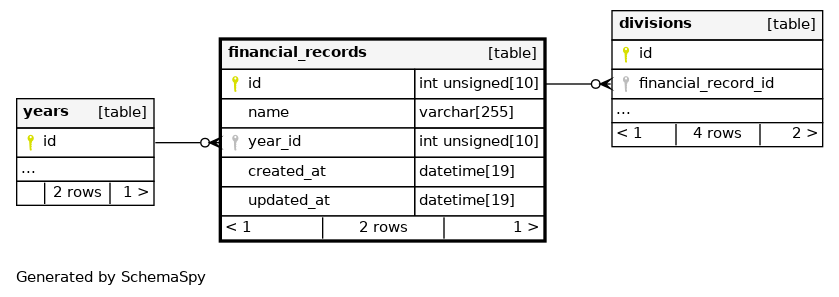 years [table]
id
...
2 rows 1 >
financial_records [table]
id int unsigned[10]
name varchar[255]
year_id int unsigned[10]
created_at datetime[19]
updated_at datetime[19]
< 1 2 rows 1 >
divisions [table]
id
financial_record_id
...
< 1 4 rows 2 >
Generated by SchemaSpy